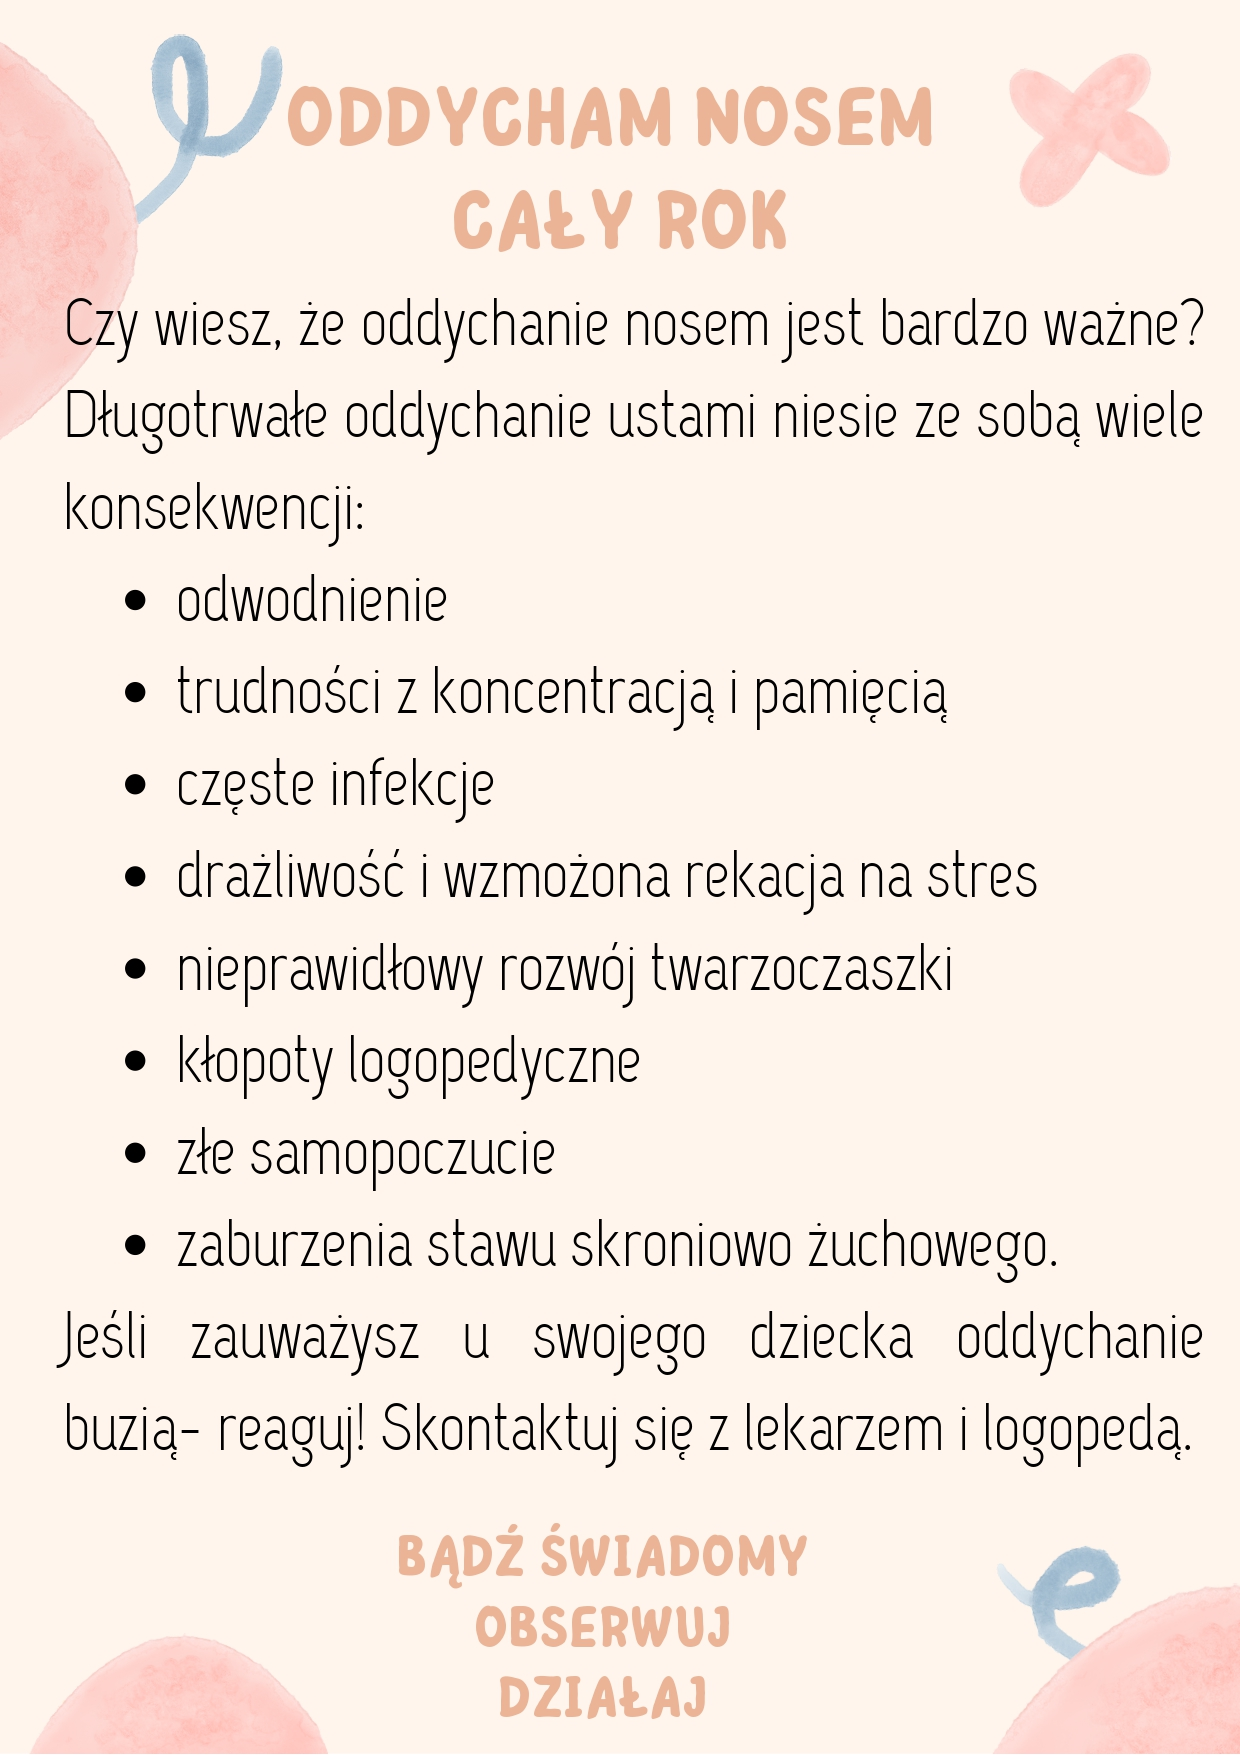 ODDYCHAM NOSEM
CAŁY ROK
Czy wiesz, że oddychanie nosem jest bardzo ważne?
Długotrwałe oddychanie ustami niesie ze sobą wiele
konsekwencji:
• odwodnienie
• trudności z koncentracją i pamięcią
• częste infekcje
• drażliwość i wzmożona rekacja na stres
• nieprawidłowy rozwój twarzoczaszki
• kłopoty logopedyczne
• złe samopoczucie
• zaburzenia stawu skroniowo żuchowego.
Jeśli zauważysz u swojego dziecka oddychanie
buzią- reaguj! Skontaktuj się z lekarzem i logopedą.
BĄDŹ ŚWIADOMY
OBSERWUJ
DZIAŁAJ